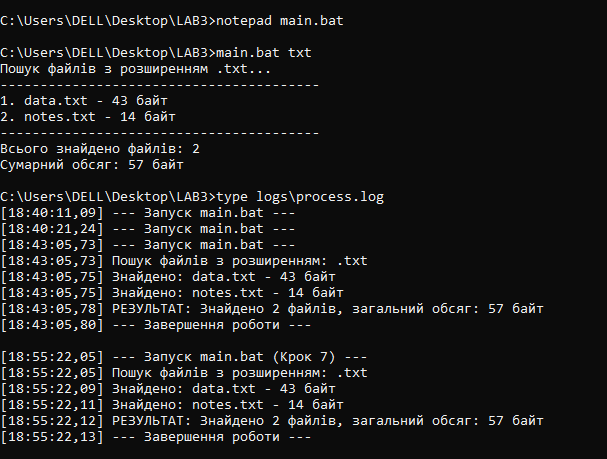 C:\Users\DELL\Desktop\LAB3>notepad main.bat
C:\Users\DELL\Desktop\LAB3>main.bat txt
Пошук файлів з розширенням .txt...
----------------------------------------
1. data.txt - 43 байт
2. notes.txt - 14 байт
----------------------------------------
Всього знайдено файлів: 2
Сумарний обсяг: 57 байт
C:\Users\DELL\Desktop\LAB3>type logs\process.log
[18:40:11,09] --- Запуск main.bat ---
[18:40:21,24] --- Запуск main.bat ---
[18:43:05,73] --- Запуск main.bat ---
[18:43:05,73] Пошук файлів з розширенням: .txt
[18:43:05,75] Знайдено: data.txt - 43 байт
[18:43:05,75] Знайдено: notes.txt - 14 байт
[18:43:05,78] РЕЗУЛЬТАТ: Знайдено 2 файлів, загальний обсяг: 57 байт
[18:43:05,80] --- Завершення роботи ---
[18:55:22,05] --- Запуск main.bat (Крок 7) ---
[18:55:22,05] Пошук файлів з розширенням: .txt
[18:55:22,09] Знайдено: data.txt - 43 байт
[18:55:22,11] Знайдено: notes.txt - 14 байт
[18:55:22,12] РЕЗУЛЬТАТ: Знайдено 2 файлів, загальний обсяг: 57 байт
[18:55:22,13] --- Завершення роботи ---